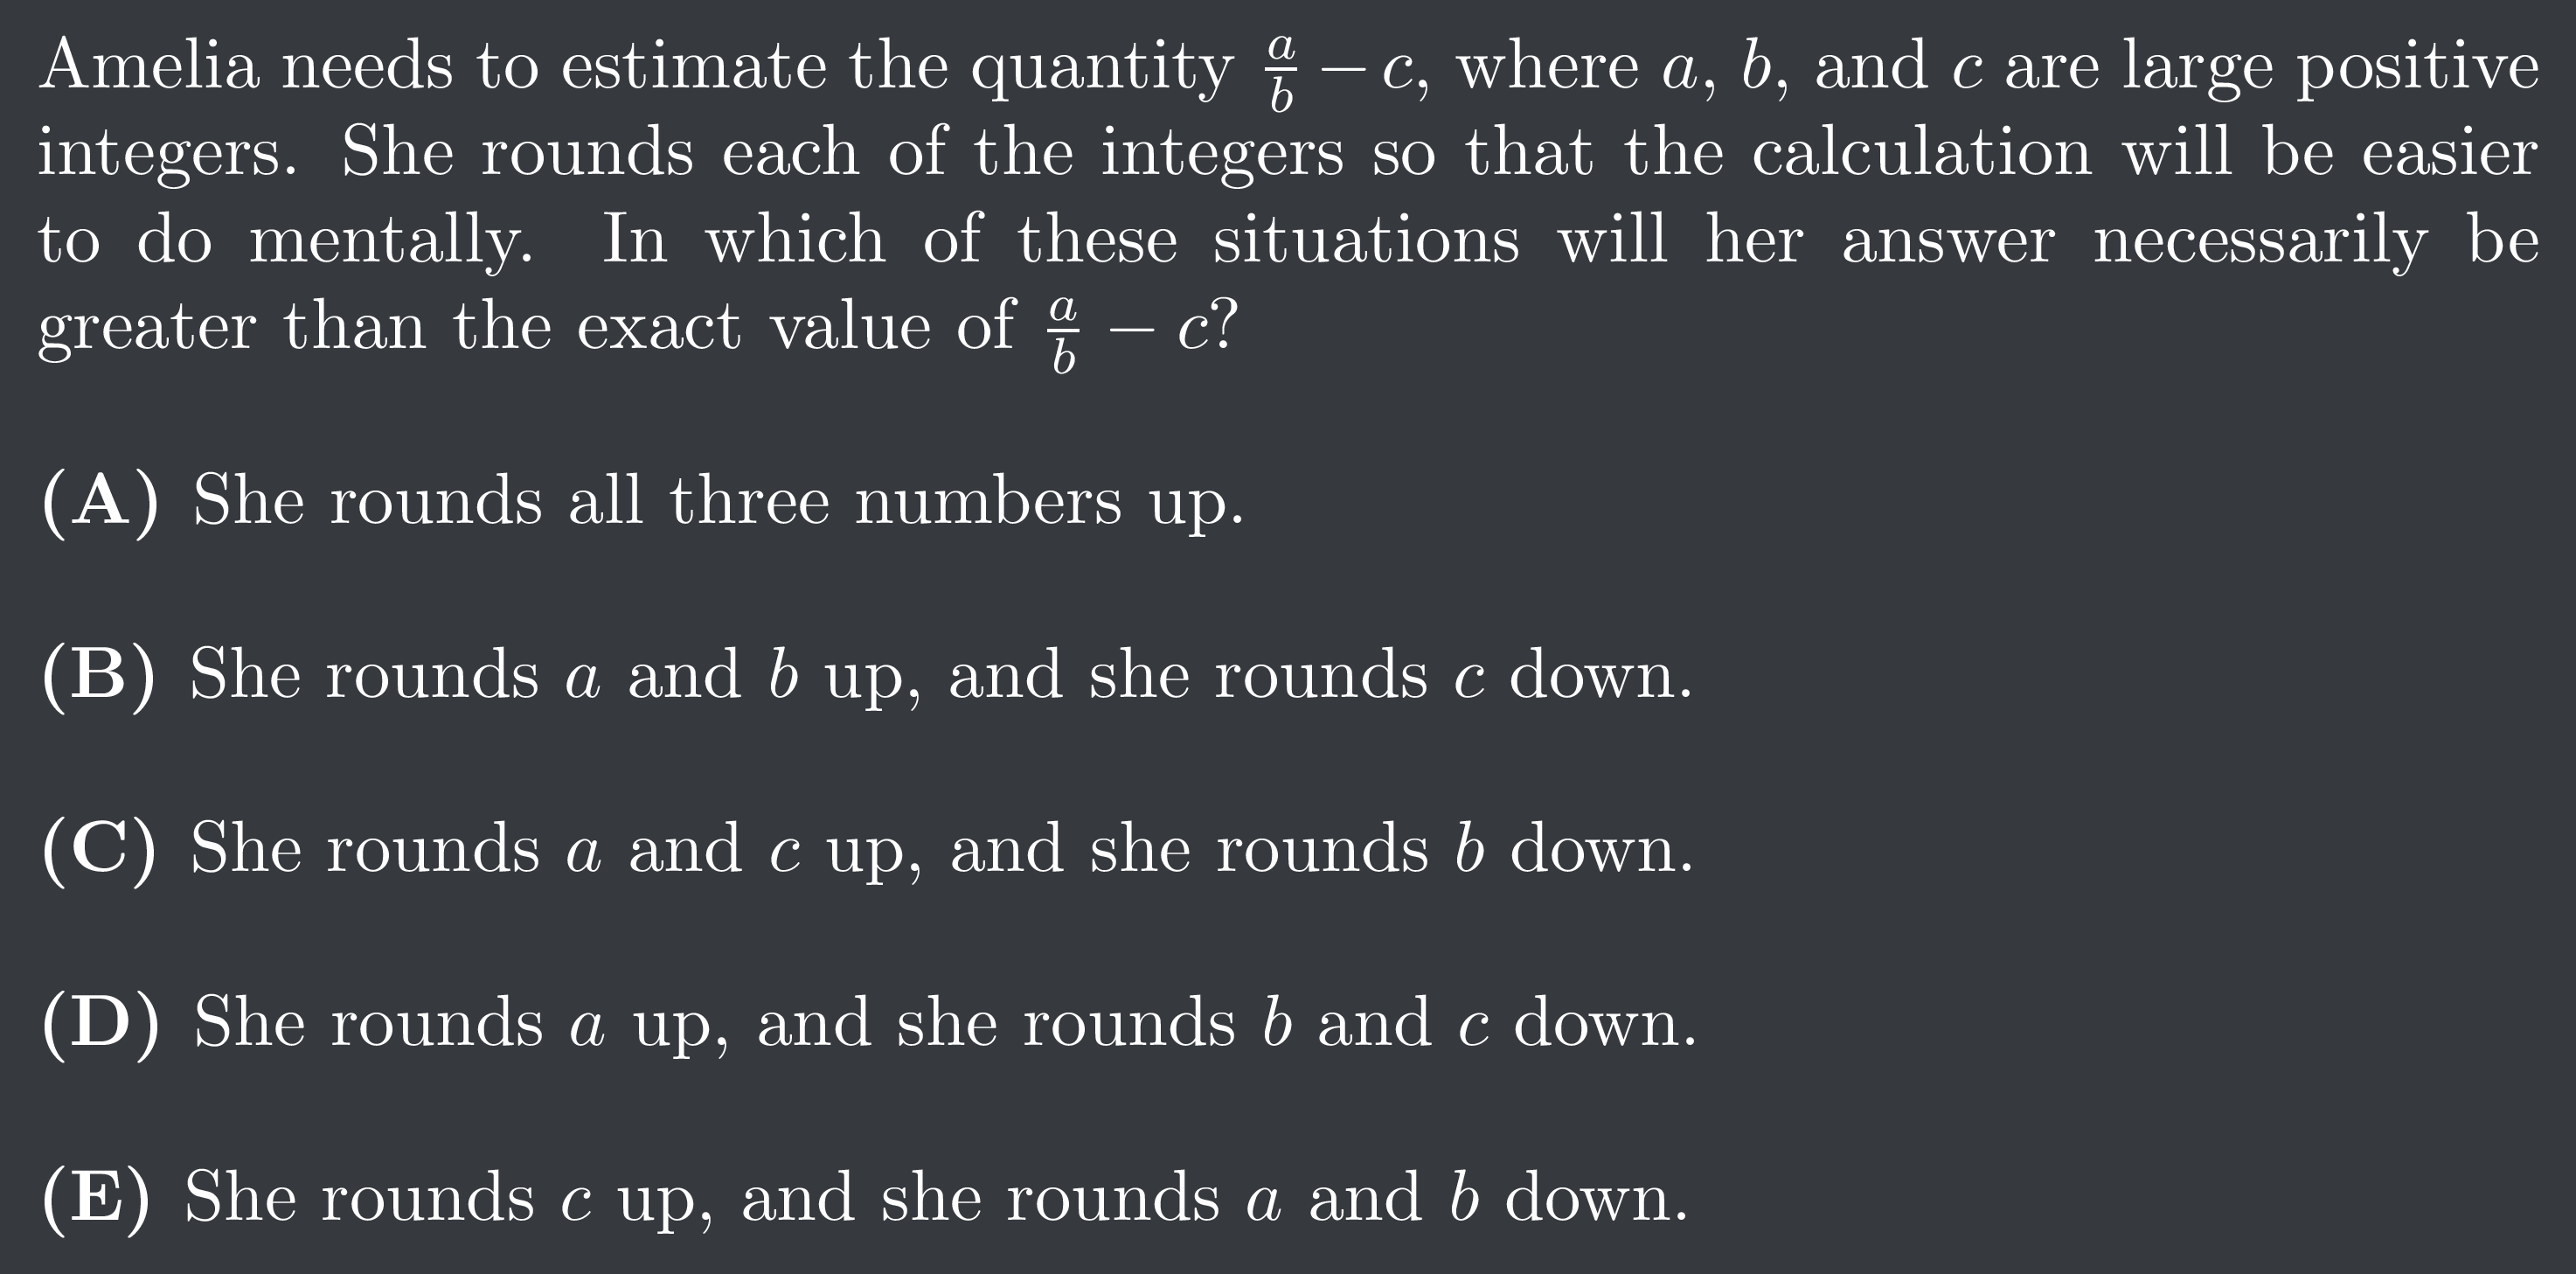 Amelia needs to estimate the quantity $\frac{a}{b} - c$, where $a$, $b$, and $c$ are large positive
integers. She rounds each of the integers so that the calculation will be easier
to do mentally. In which of these situations will her answer necessarily be
greater than the exact value of $\frac{a}{b} - c$?
(A) She rounds all three numbers up.
(B) She rounds $a$ and $b$ up, and she rounds $c$ down.
(C) She rounds $a$ and $c$ up, and she rounds $b$ down.
(D) She rounds $a$ up, and she rounds $b$ and $c$ down.
(E) She rounds $c$ up, and she rounds $a$ and $b$ down.